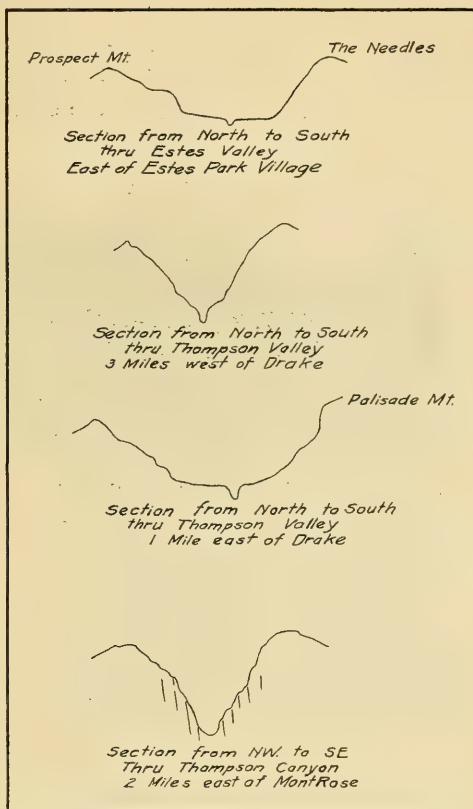 Prospect Mt.
The Needles
Section from North to South
thru Estes Valley
East of Estes Park Village
Section from North to South
thru Thompson Valley
3 Miles west of Drake
Palisade Mt.
Section from North to South
thru Thompson Valley
1 Mile east of Drake
Section from NW. to SE
Thru Thompson Canyon
2 Miles east of MontRose